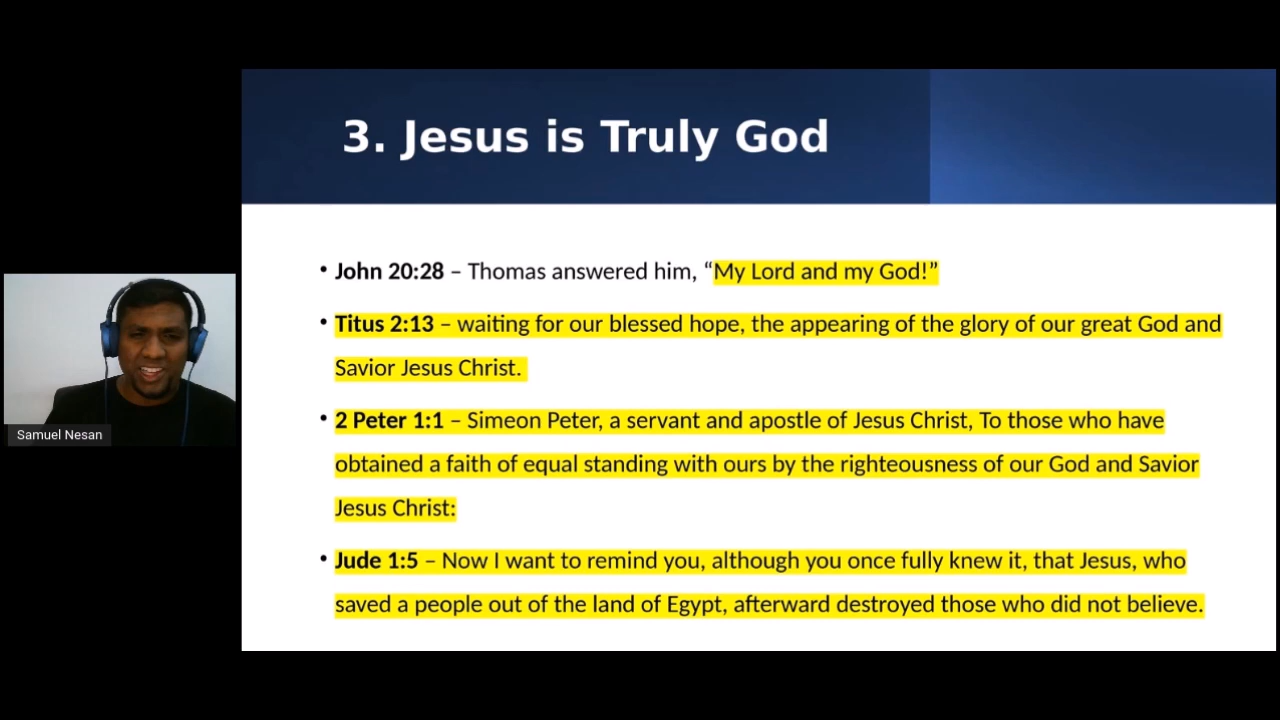 3. Jesus is Truly God
• John 20:28 – Thomas answered him, “My Lord and my God!”
• Titus 2:13 – waiting for our blessed hope, the appearing of the glory of our great God and
Savior Jesus Christ.
• 2 Peter 1:1 – Simeon Peter, a servant and apostle of Jesus Christ, To those who have
obtained a faith of equal standing with ours by the righteousness of our God and Savior
Jesus Christ:
• Jude 1:5 – Now I want to remind you, although you once fully knew it, that Jesus, who
saved a people out of the land of Egypt, afterward destroyed those who did not believe.
Samuel Nesan